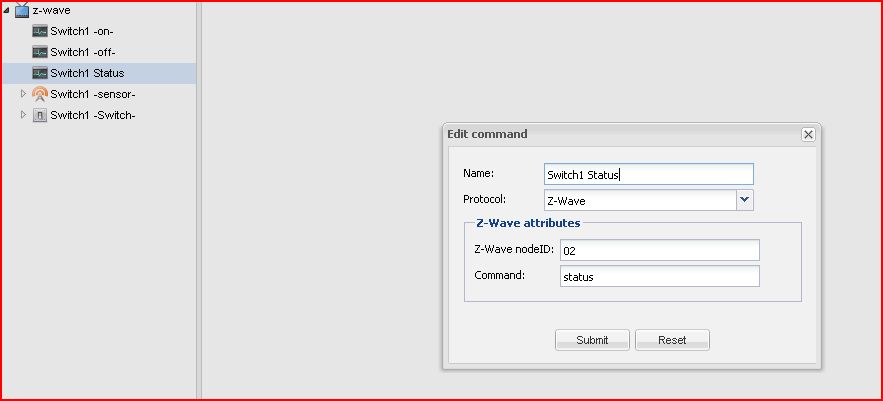 z-wave
Switch1 -on-
Switch1 -off-
Switch1 Status
Switch1 -sensor-
Switch1 -Switch-
Edit command
Name: Switch1 Status
Protocol: Z-Wave
Z-Wave attributes
Z-Wave nodeID: 02
Command: status
Submit Reset